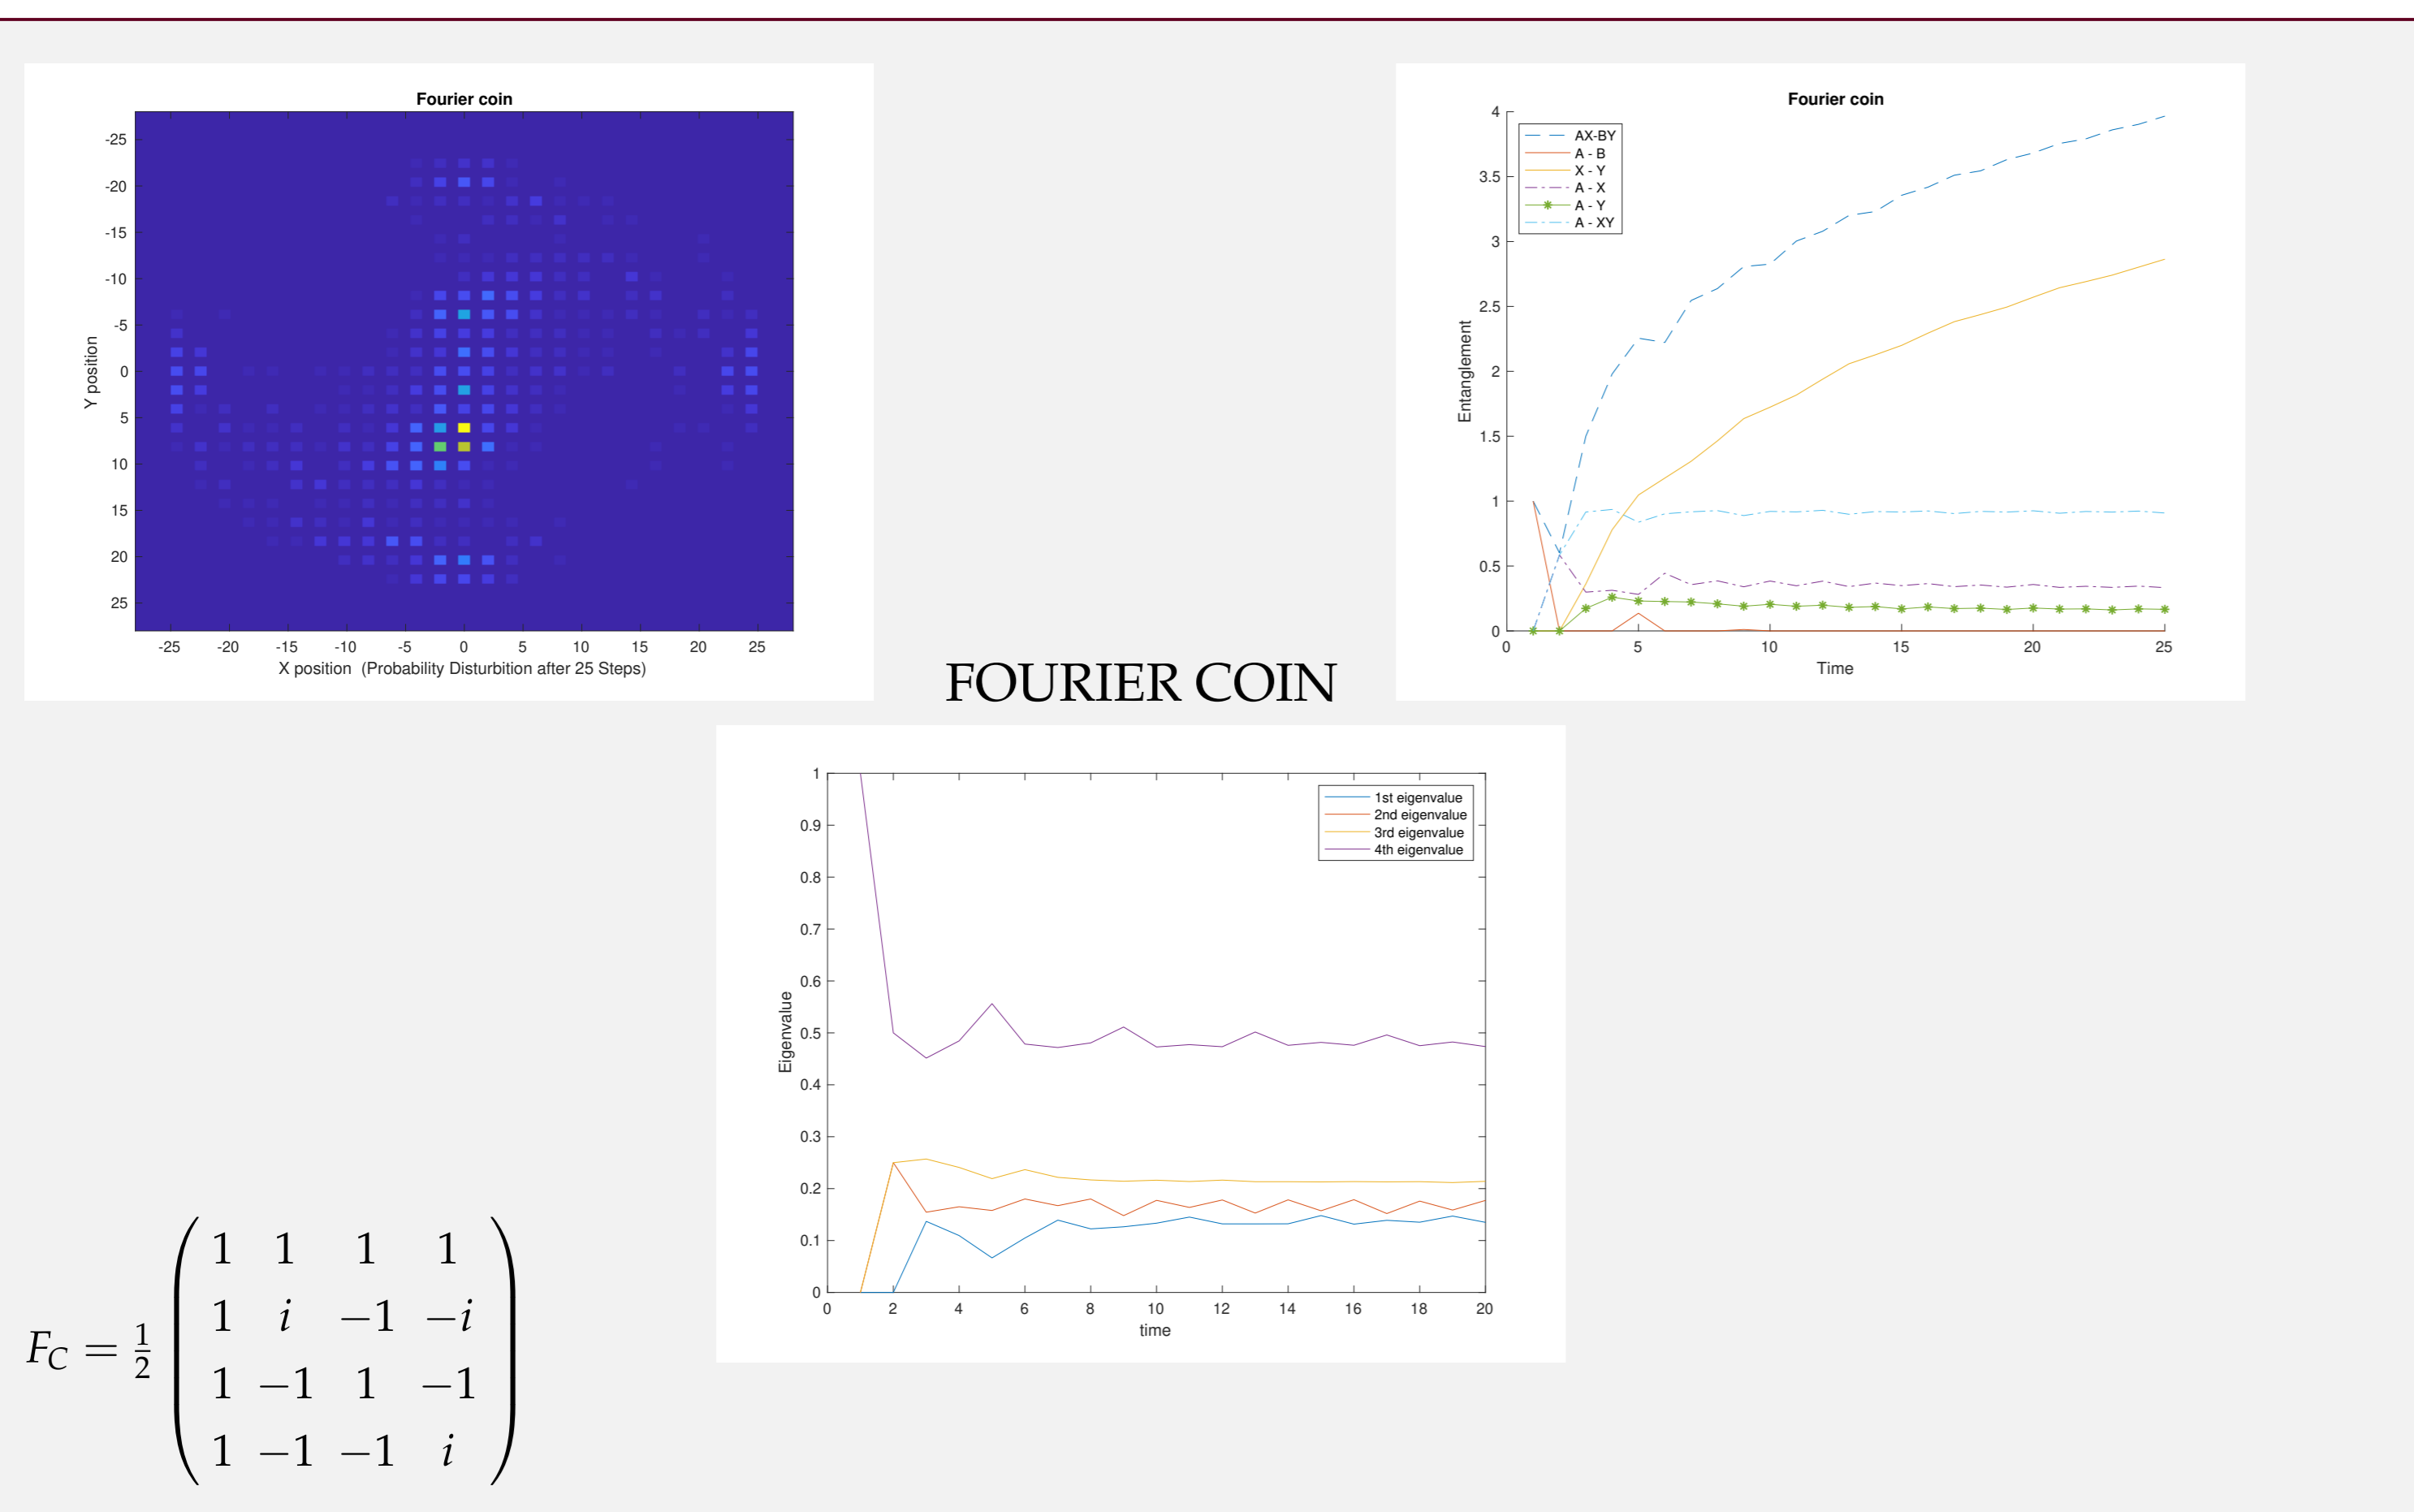 Fourier coin
-25
-20
-15
-10
-5
0
5
10
15
20
25
Y position
-25 -20 -15 -10 -5 0 5 10 15 20 25
X position (Probability Disturbition after 25 Steps)
Fourier coin
4
3.5
3
2.5
2
1.5
1
0.5
0
Entanglement
AX-BY
A - B
X - Y
A - X
A - Y
A - XY
0 5 10 15 20 25
Time
FOURIER COIN
1
0.9
0.8
0.7
0.6
0.5
0.4
0.3
0.2
0.1
0
Eigenvalue
1st eigenvalue
2nd eigenvalue
3rd eigenvalue
4th eigenvalue
0 2 4 6 8 10 12 14 16 18 20
time
F_C = 1/2
1 1 1 1
1 i −1 −i
1 −1 1 −1
1 −1 −1 i